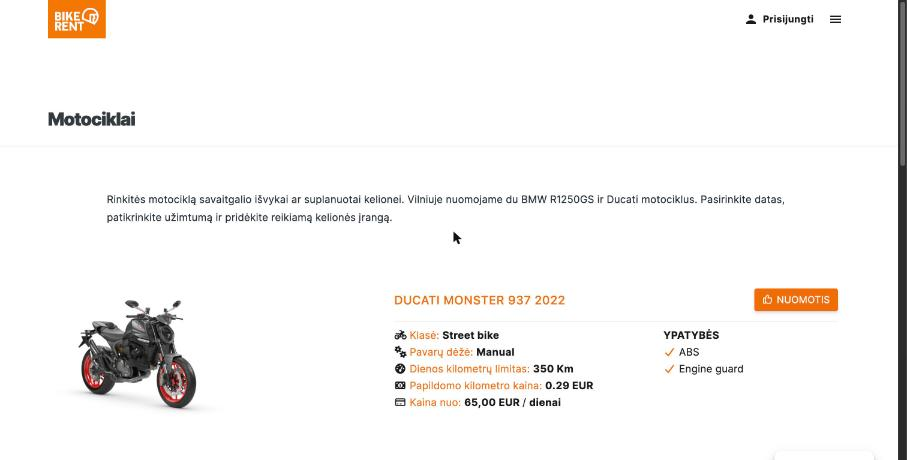 BIKE
RENT
Prisijungti
Motociklai
Rinkitės motociklą savaitgalio išvykai ar suplanuotai kelionei. Vilniuje nuomojame du BMW R1250GS ir Ducati motociklus. Pasirinkite datas,
patikrinkite užimtumą ir pridėkite reikiamą kelionės įrangą.
DUCATI MONSTER 937 2022
NUOMOTIS
Klasė: Street bike
Pavarų dėžė: Manual
Dienos kilometrų limitas: 350 Km
Papildomo kilometro kaina: 0.29 EUR
Kaina nuo: 65,00 EUR / dienai
YPATYBĖS
ABS
Engine guard